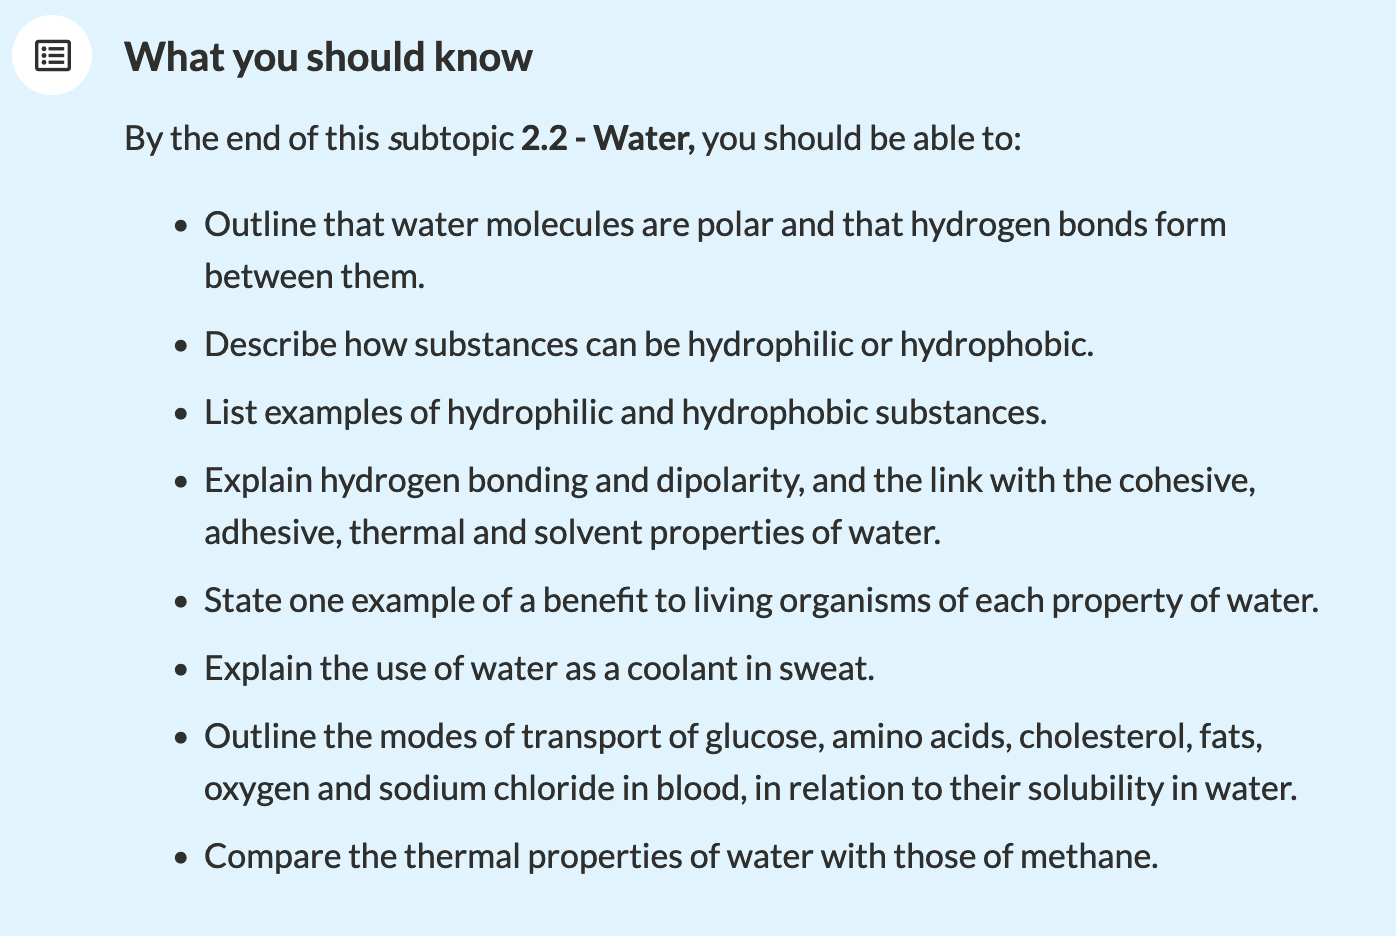 What you should know
By the end of this subtopic 2.2 - Water, you should be able to:
• Outline that water molecules are polar and that hydrogen bonds form
between them.
• Describe how substances can be hydrophilic or hydrophobic.
• List examples of hydrophilic and hydrophobic substances.
• Explain hydrogen bonding and dipolarity, and the link with the cohesive,
adhesive, thermal and solvent properties of water.
• State one example of a benefit to living organisms of each property of water.
• Explain the use of water as a coolant in sweat.
• Outline the modes of transport of glucose, amino acids, cholesterol, fats,
oxygen and sodium chloride in blood, in relation to their solubility in water.
• Compare the thermal properties of water with those of methane.